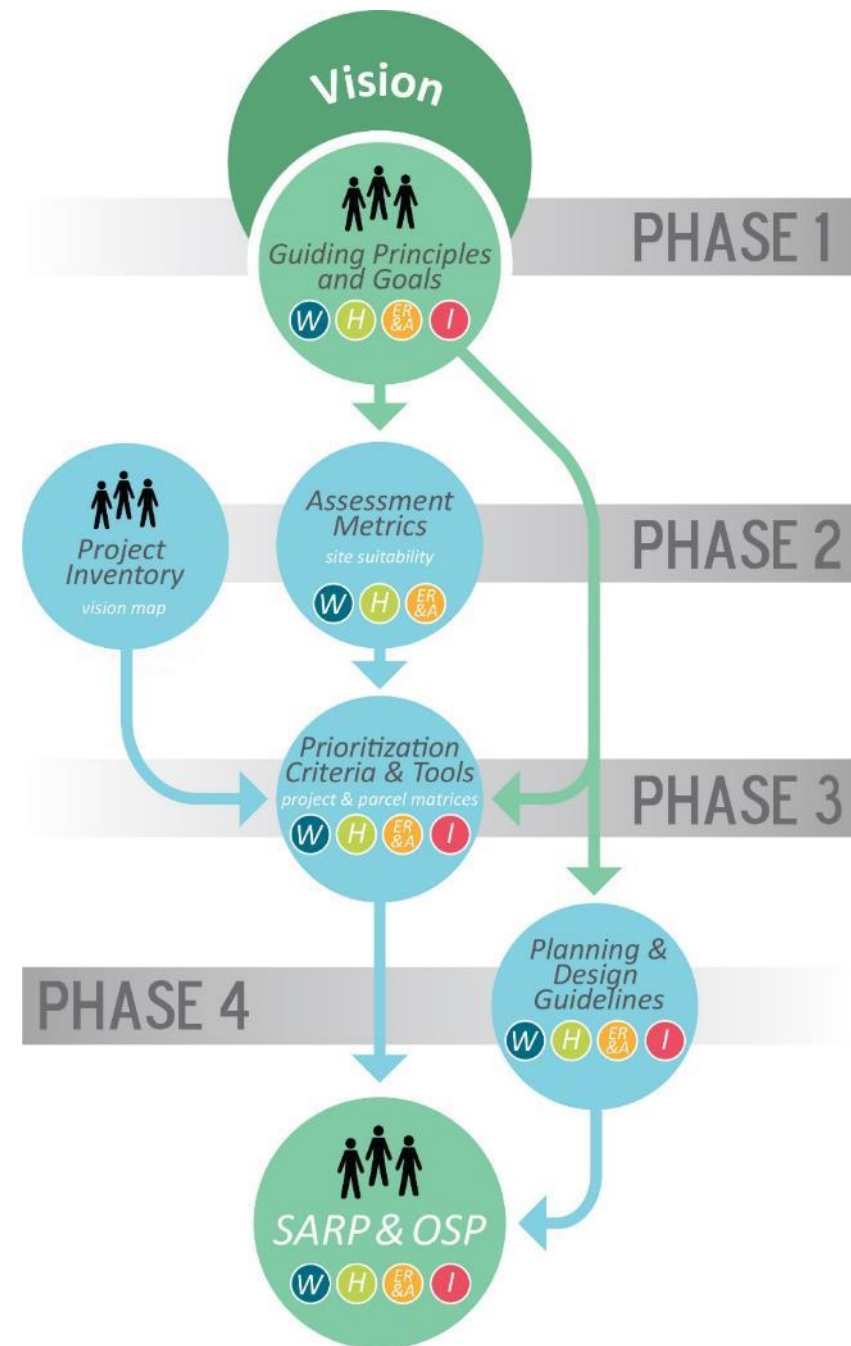 Vision
PHASE 1
Guiding Principles
and Goals
W H ER &A I
Project
Inventory
vision map
Assessment
Metrics
site suitability
W H ER &A
PHASE 2
Prioritization
Criteria & Tools
project & parcel matrices
W H ER &A I
PHASE 3
Planning &
Design
Guidelines
W H ER &A I
PHASE 4
SARP & OSP
W H ER &A I